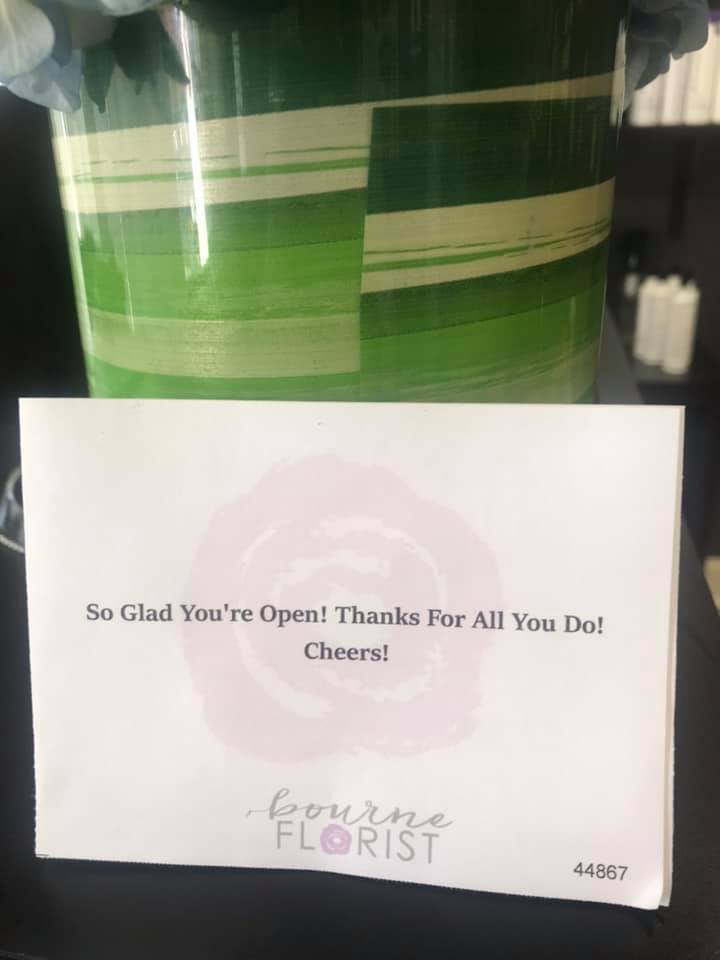 So Glad You're Open! Thanks For All You Do!
Cheers!
bourne
FLORIST
44867